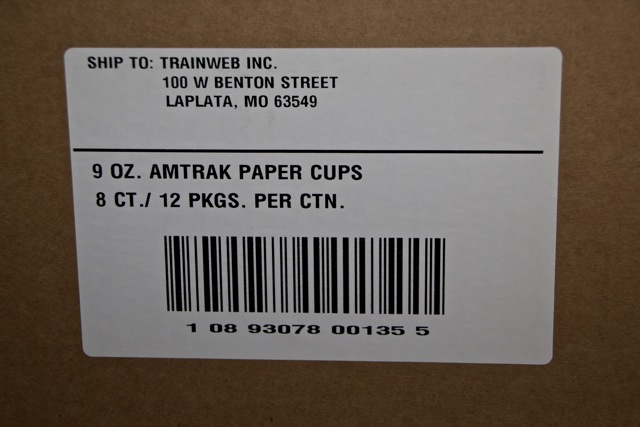 SHIP TO: TRAINWEB INC.
100 W BENTON STREET
LAPLATA, MO 63549
9 OZ. AMTRAK PAPER CUPS
8 CT./ 12 PKGS. PER CTN.
1 08 93078 00135 5